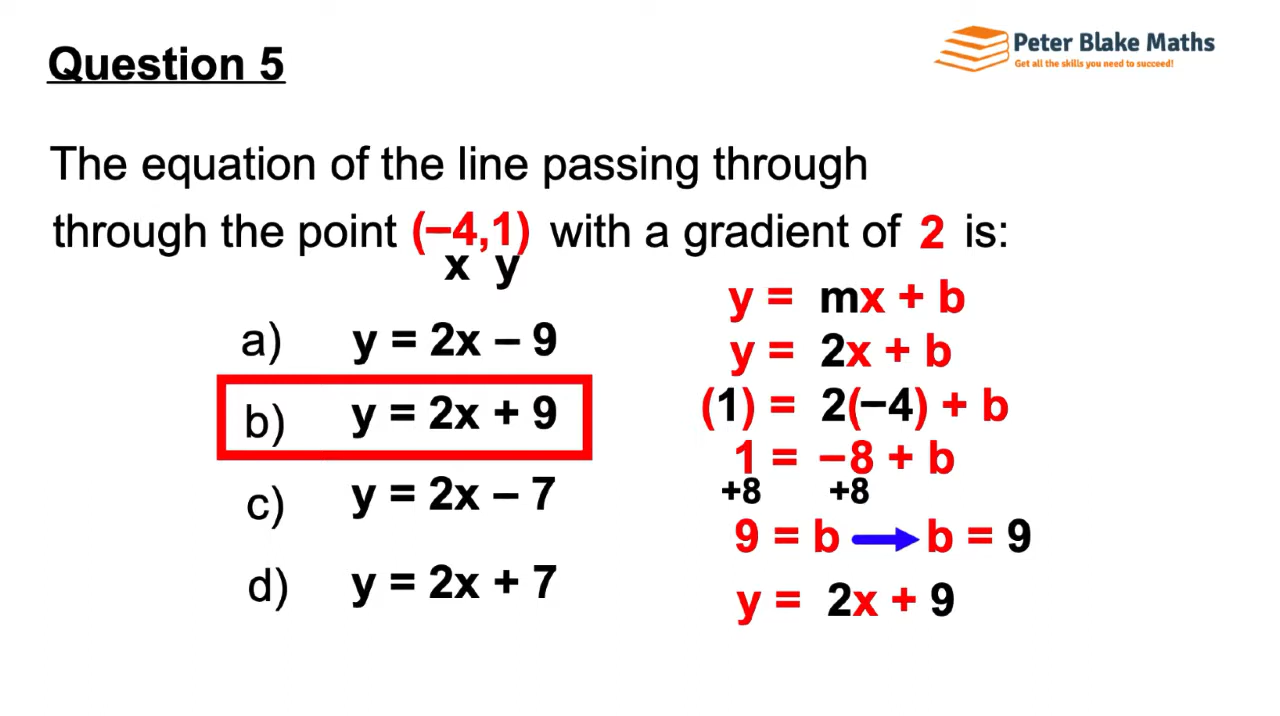 Question 5
Peter Blake Maths
Get all the skills you need to succeed!
The equation of the line passing through
through the point (−4,1) with a gradient of 2 is:
x y
a) y = 2x – 9
b) y = 2x + 9
c) y = 2x – 7
d) y = 2x + 7
y = mx + b
y = 2x + b
(1) = 2(−4) + b
1 = −8 + b
+8 +8
9 = b → b = 9
y = 2x + 9